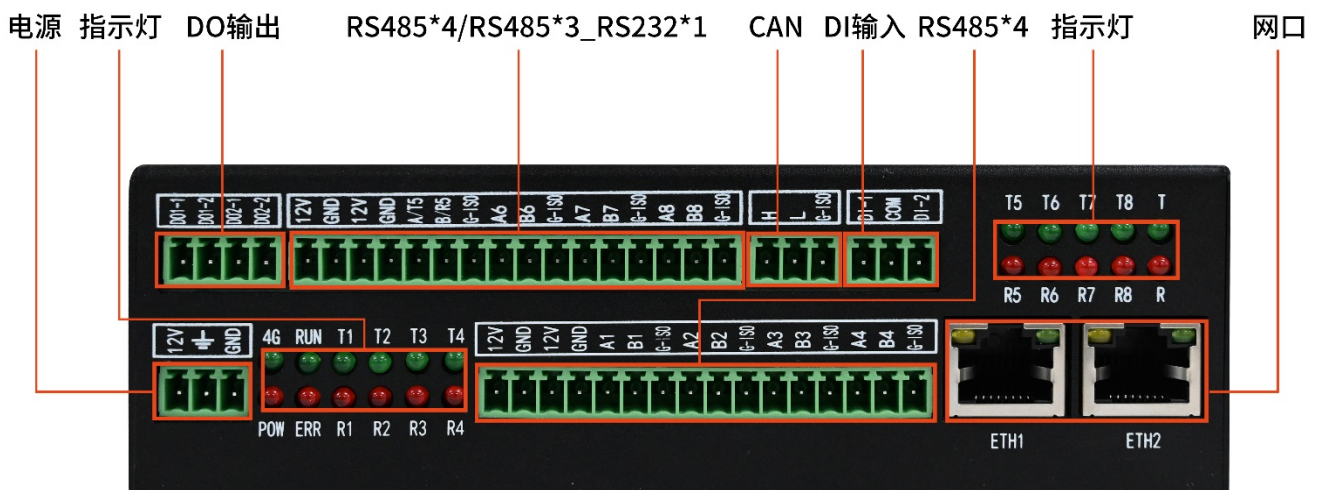 电源 指示灯 DO输出 RS485*4/RS485*3_RS232*1 CAN DI输入 RS485*4 指示灯 网口
DO1-1 DO1-2 DO2-1 DO2-2 12V GND 12V GND A/T5 B/R5 G-ISO A6 B6 G-ISO A7 B7 G-ISO A8 B8 G-ISO H L G-ISO DI-1 COM DI-2
T5 T6 T7 T8 T
R5 R6 R7 R8 R
12V GND 4G RUN T1 T2 T3 T4 12V GND 12V GND A1 B1 G-ISO A2 B2 G-ISO A3 B3 G-ISO A4 B4 G-ISO
POW ERR R1 R2 R3 R4
ETH1 ETH2